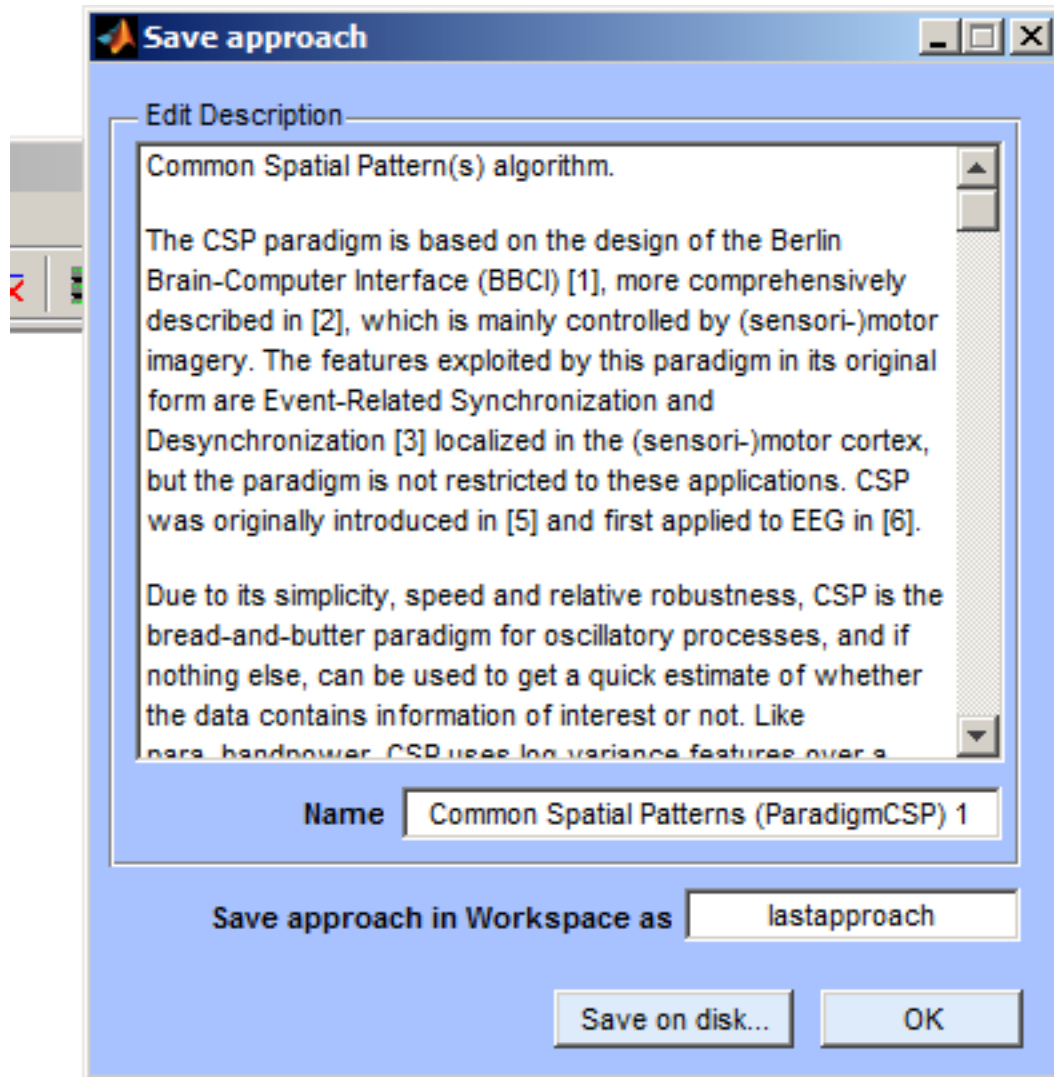 Save approach
Edit Description
Common Spatial Pattern(s) algorithm.
The CSP paradigm is based on the design of the Berlin
Brain-Computer Interface (BBCI) [1], more comprehensively
described in [2], which is mainly controlled by (sensori-)motor
imagery. The features exploited by this paradigm in its original
form are Event-Related Synchronization and
Desynchronization [3] localized in the (sensori-)motor cortex,
but the paradigm is not restricted to these applications. CSP
was originally introduced in [5] and first applied to EEG in [6].
Due to its simplicity, speed and relative robustness, CSP is the
bread-and-butter paradigm for oscillatory processes, and if
nothing else, can be used to get a quick estimate of whether
the data contains information of interest or not. Like
para_bandpower, CSP uses log-variance features over a
Name Common Spatial Patterns (ParadigmCSP) 1
Save approach in Workspace as lastapproach
Save on disk... OK